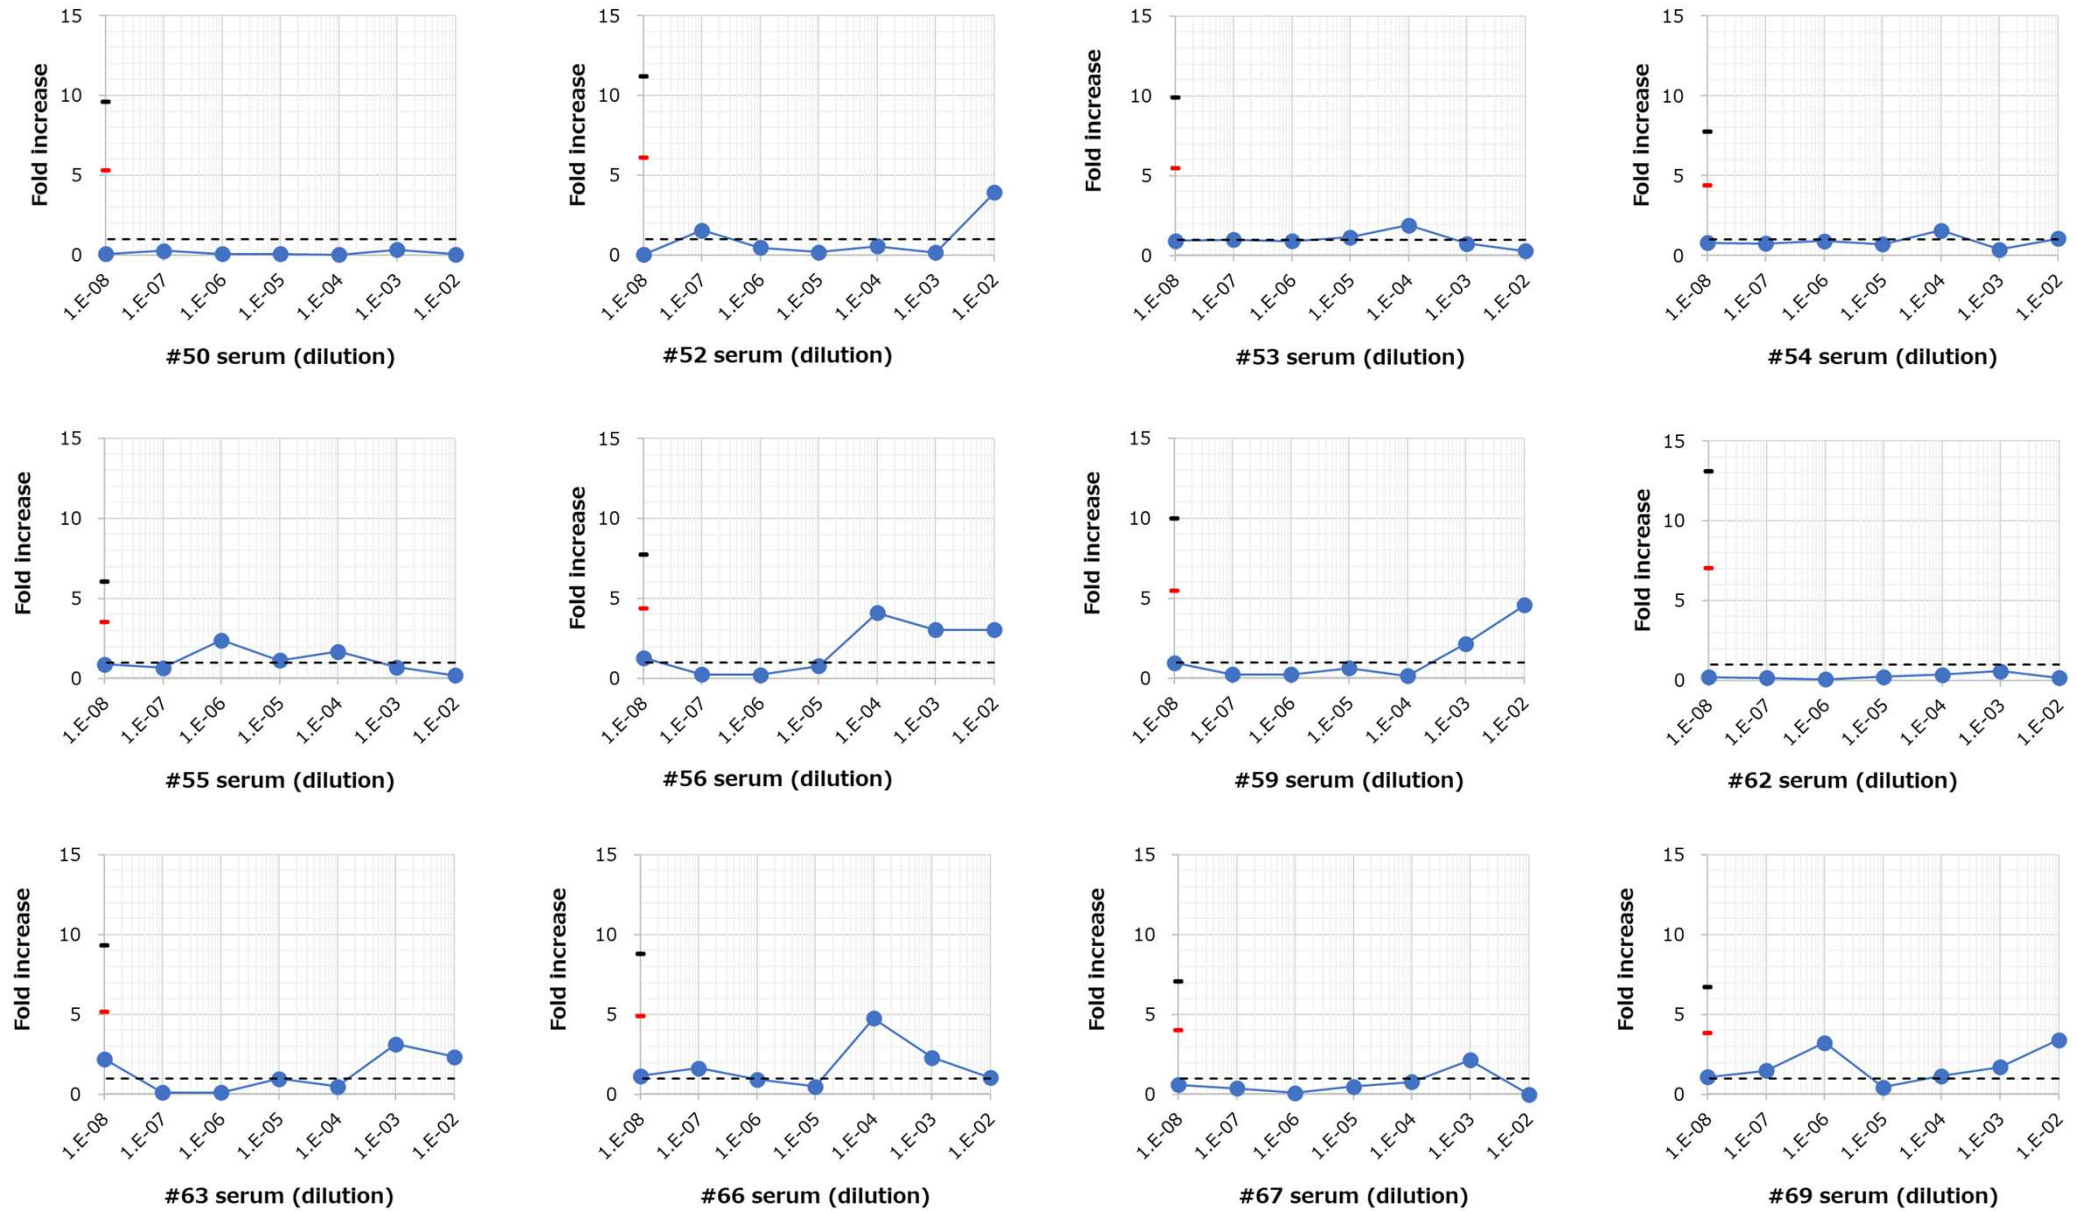 Fold increase
15
10
5
0
1.E-08 1.E-07 1.E-06 1.E-05 1.E-04 1.E-03 1.E-02
#50 serum (dilution)
Fold increase
15
10
5
0
1.E-08 1.E-07 1.E-06 1.E-05 1.E-04 1.E-03 1.E-02
#52 serum (dilution)
Fold increase
15
10
5
0
1.E-08 1.E-07 1.E-06 1.E-05 1.E-04 1.E-03 1.E-02
#53 serum (dilution)
Fold increase
15
10
5
0
1.E-08 1.E-07 1.E-06 1.E-05 1.E-04 1.E-03 1.E-02
#54 serum (dilution)
Fold increase
15
10
5
0
1.E-08 1.E-07 1.E-06 1.E-05 1.E-04 1.E-03 1.E-02
#55 serum (dilution)
Fold increase
15
10
5
0
1.E-08 1.E-07 1.E-06 1.E-05 1.E-04 1.E-03 1.E-02
#56 serum (dilution)
Fold increase
15
10
5
0
1.E-08 1.E-07 1.E-06 1.E-05 1.E-04 1.E-03 1.E-02
#59 serum (dilution)
Fold increase
15
10
5
0
1.E-08 1.E-07 1.E-06 1.E-05 1.E-04 1.E-03 1.E-02
#62 serum (dilution)
Fold increase
15
10
5
0
1.E-08 1.E-07 1.E-06 1.E-05 1.E-04 1.E-03 1.E-02
#63 serum (dilution)
Fold increase
15
10
5
0
1.E-08 1.E-07 1.E-06 1.E-05 1.E-04 1.E-03 1.E-02
#66 serum (dilution)
Fold increase
15
10
5
0
1.E-08 1.E-07 1.E-06 1.E-05 1.E-04 1.E-03 1.E-02
#67 serum (dilution)
Fold increase
15
10
5
0
1.E-08 1.E-07 1.E-06 1.E-05 1.E-04 1.E-03 1.E-02
#69 serum (dilution)